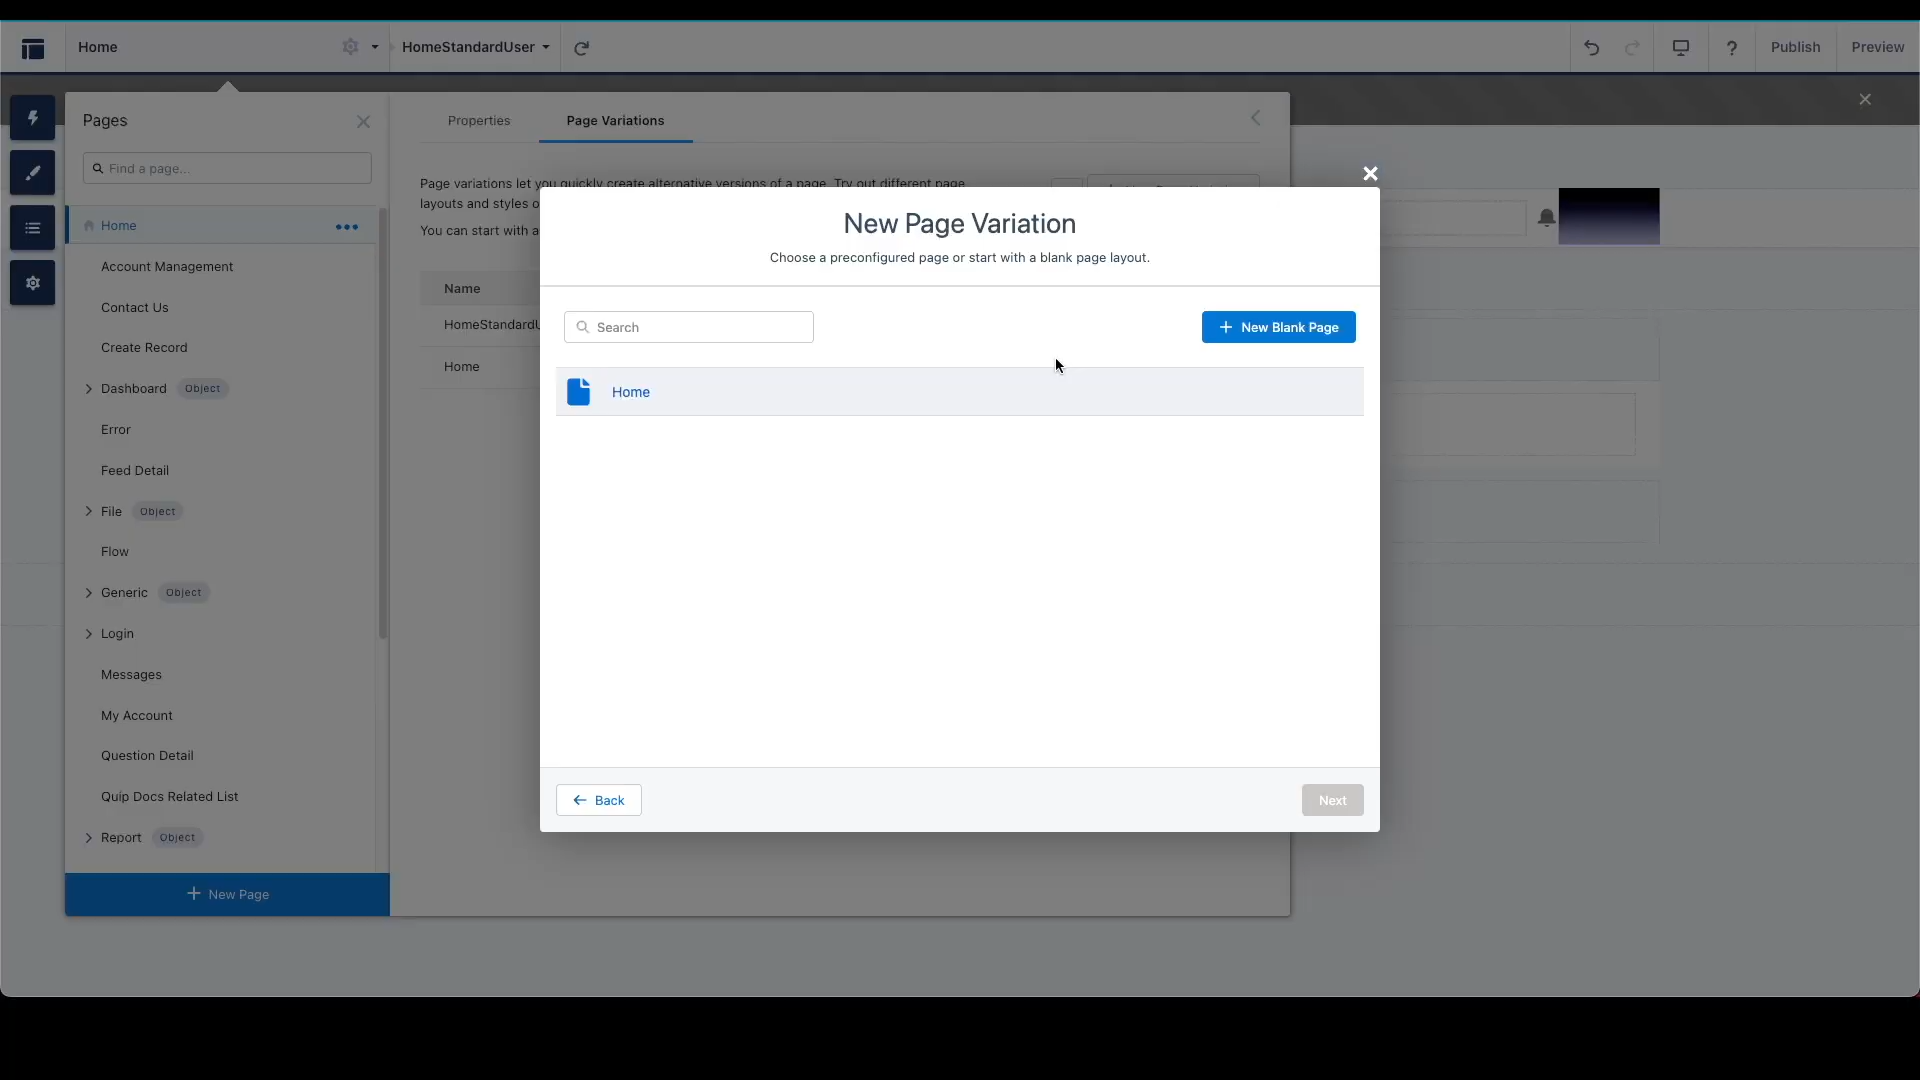 Home
HomeStandardUser
?
Publish
Preview
Pages
Find a page...
Home
Account Management
Contact Us
Create Record
Dashboard Object
Error
Feed Detail
File Object
Flow
Generic Object
Login
Messages
My Account
Question Detail
Quip Docs Related List
Report Object
+ New Page
Properties
Page Variations
Page variations let you quickly create alternative versions of a page. Try out different page
layouts and styles o
You can start with a
Name
HomeStandardU
Home
New Page Variation
Choose a preconfigured page or start with a blank page layout.
Search
+ New Blank Page
Home
Back
Next